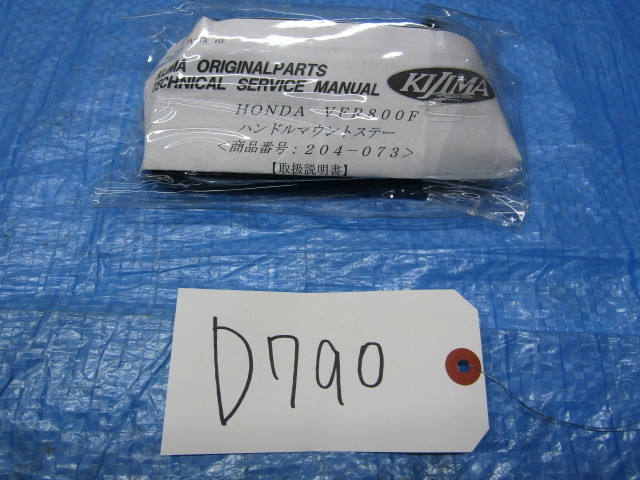 KIJIMA ORIGINALPARTS
TECHNICAL SERVICE MANUAL
KIJIMA
HONDA VFR800F
ハンドルマウントステー
<商品番号:204-073>
【取扱説明書】
D790